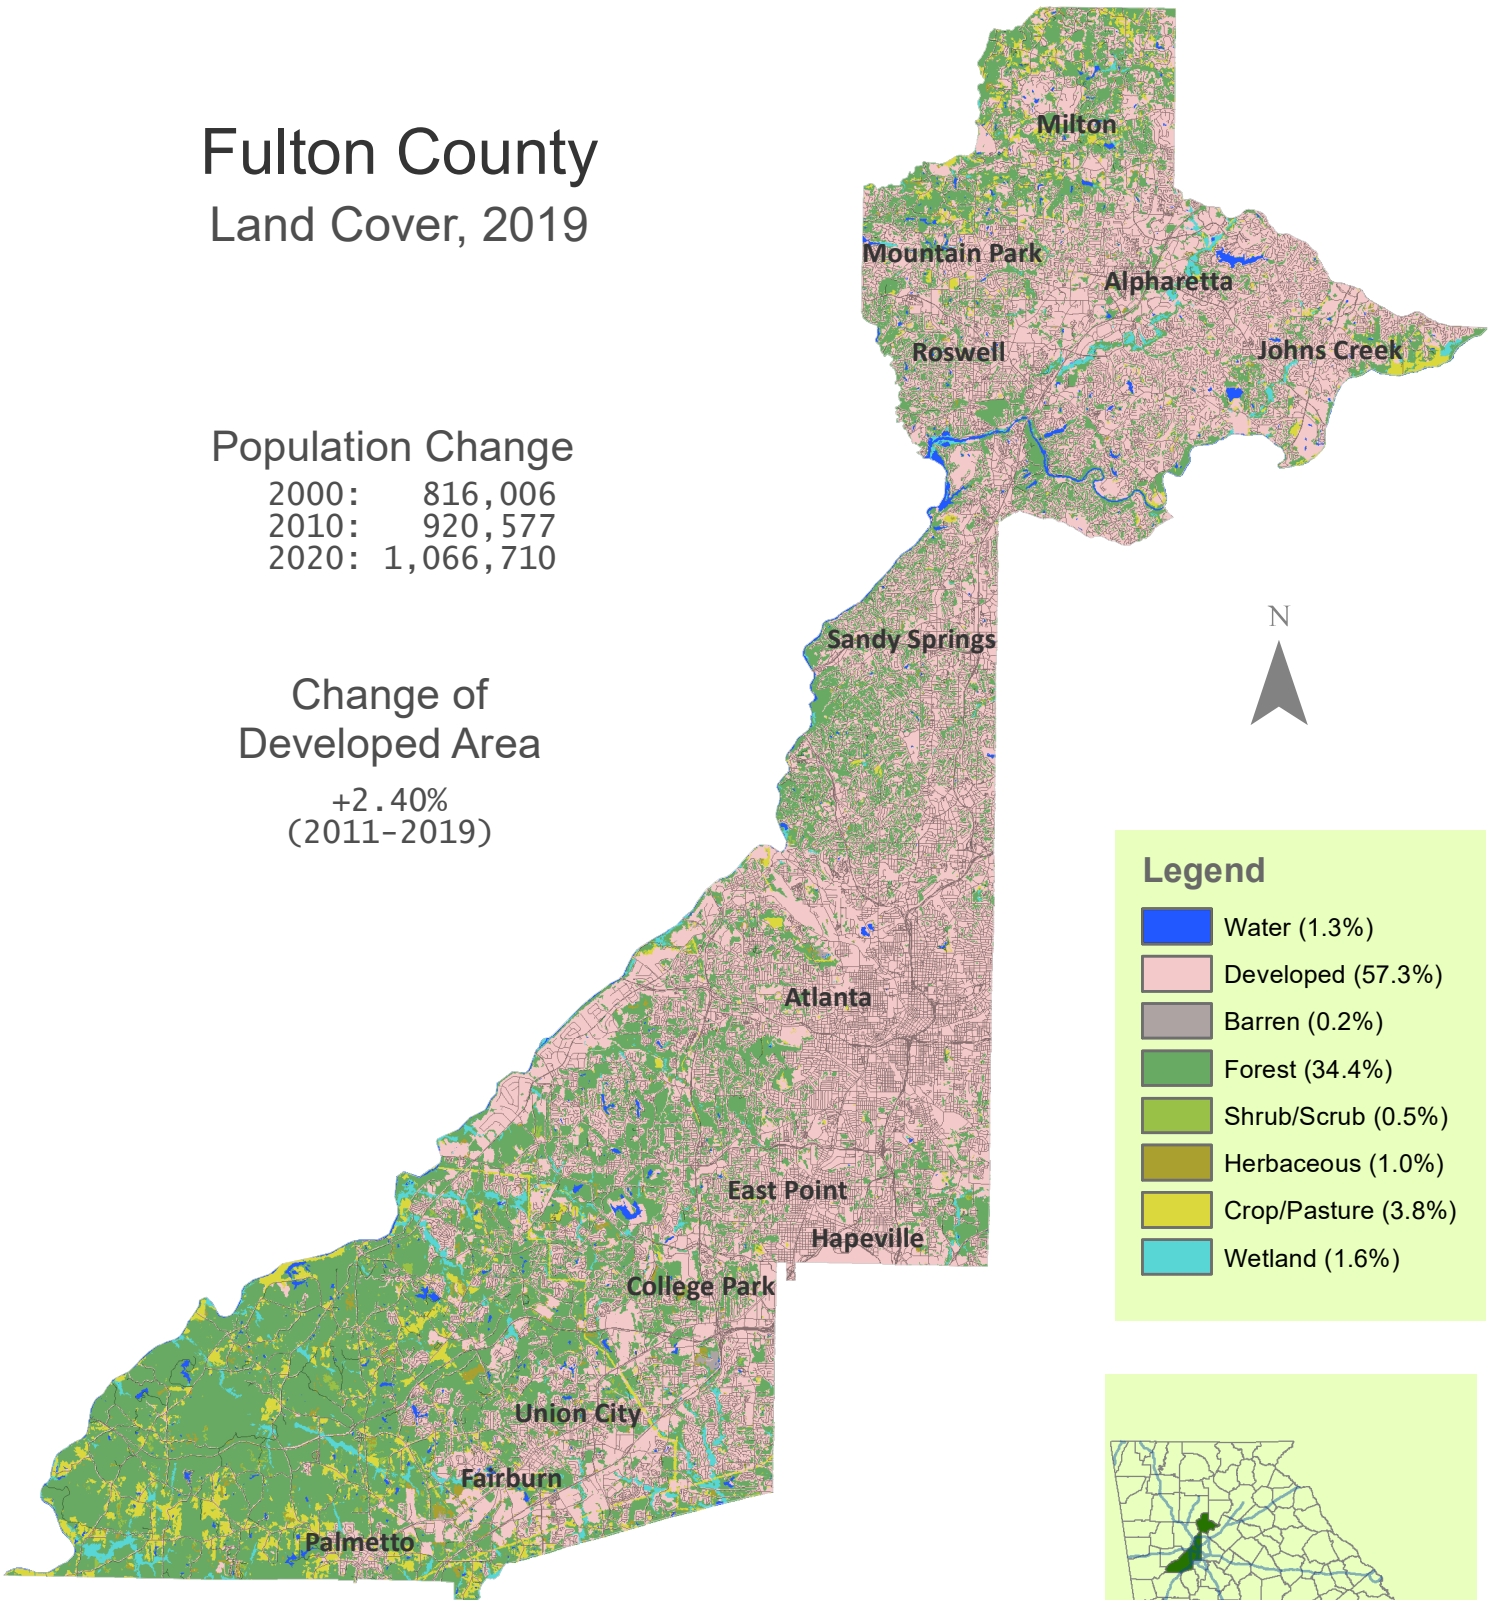 Fulton County
Land Cover, 2019
Population Change
2000: 816,006
2010: 920,577
2020: 1,066,710
Change of
Developed Area
+2.40%
(2011-2019)
Milton
Mountain Park
Alpharetta
Roswell
Johns Creek
N
Sandy Springs
Atlanta
East Point
Hapeville
College Park
Union City
Fairburn
Palmetto
Legend
Water (1.3%)
Developed (57.3%)
Barren (0.2%)
Forest (34.4%)
Shrub/Scrub (0.5%)
Herbaceous (1.0%)
Crop/Pasture (3.8%)
Wetland (1.6%)